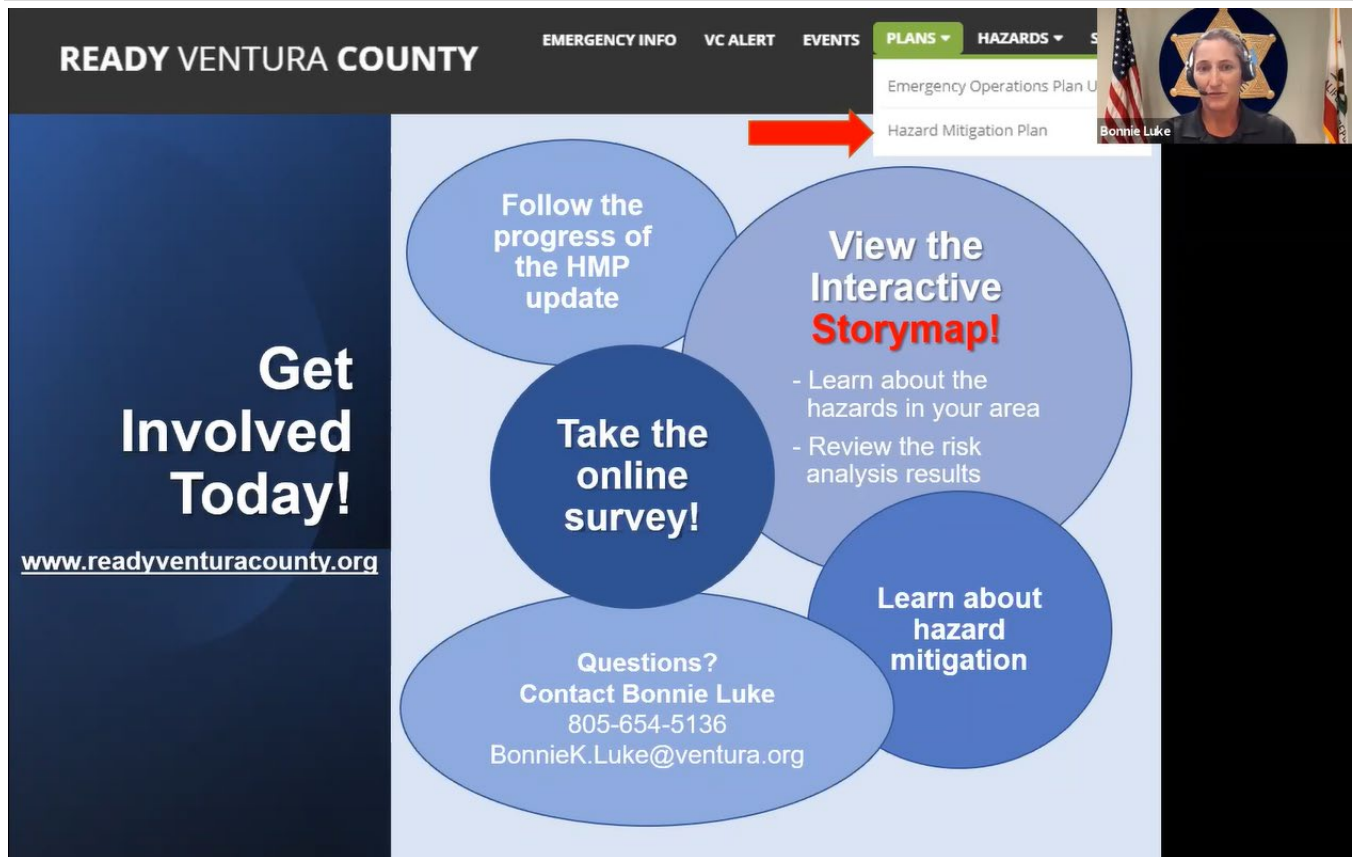 READY VENTURA COUNTY
EMERGENCY INFO VC ALERT EVENTS PLANS HAZARDS S
Emergency Operations Plan U
Hazard Mitigation Plan
Bonnie Luke
Get
Involved
Today!
www.readyventuracounty.org
Follow the
progress of
the HMP
update
View the
Interactive
Storymap!
- Learn about the
hazards in your area
- Review the risk
analysis results
Take the
online
survey!
Learn about
hazard
mitigation
Questions?
Contact Bonnie Luke
805-654-5136
BonnieK.Luke@ventura.org